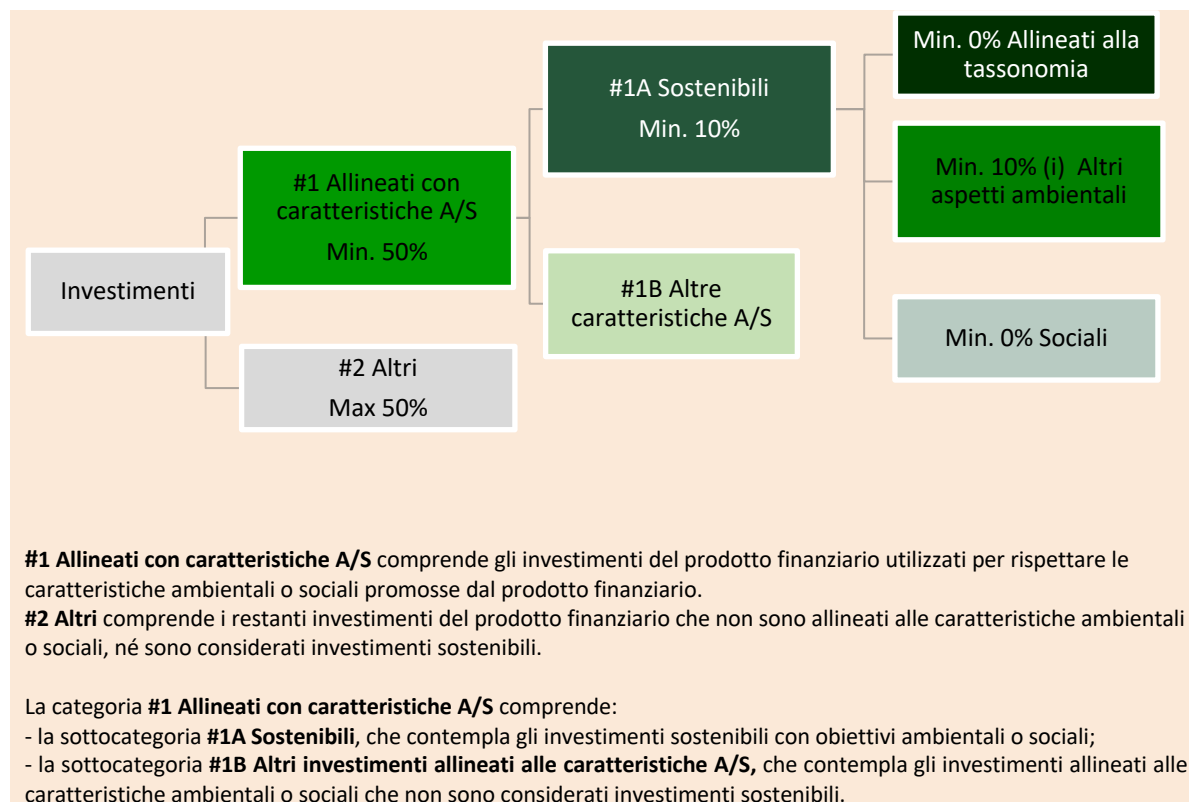 Investimenti
#1 Allineati con
caratteristiche A/S
Min. 50%
#2 Altri
Max 50%
#1A Sostenibili
Min. 10%
#1B Altre
caratteristiche A/S
Min. 0% Allineati alla
tassonomia
Min. 10% (i) Altri
aspetti ambientali
Min. 0% Sociali
#1 Allineati con caratteristiche A/S comprende gli investimenti del prodotto finanziario utilizzati per rispettare le
caratteristiche ambientali o sociali promosse dal prodotto finanziario.
#2 Altri comprende i restanti investimenti del prodotto finanziario che non sono allineati alle caratteristiche ambientali
o sociali, né sono considerati investimenti sostenibili.
La categoria #1 Allineati con caratteristiche A/S comprende:
- la sottocategoria #1A Sostenibili, che contempla gli investimenti sostenibili con obiettivi ambientali o sociali;
- la sottocategoria #1B Altri investimenti allineati alle caratteristiche A/S, che contempla gli investimenti allineati alle
caratteristiche ambientali o sociali che non sono considerati investimenti sostenibili.